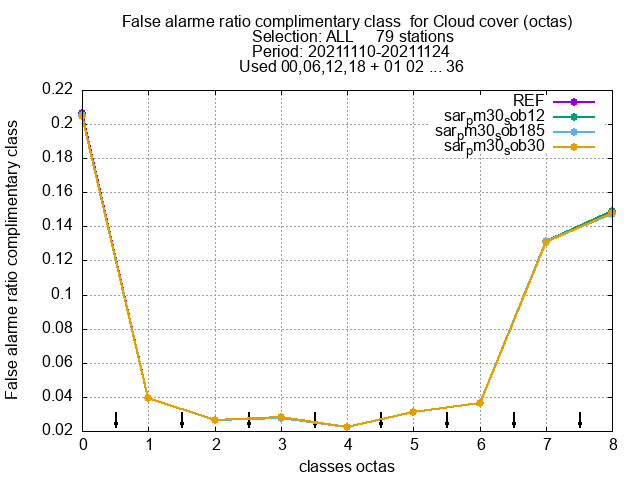 False alarme ratio complimentary class  for Cloud cover (octas)
Selection: ALL     79 stations
Period: 20211110-20211124
Used 00,06,12,18 + 01 02 ... 36
False alarme ratio complimentary class
0.22
0.2
0.18
0.16
0.14
0.12
0.1
0.08
0.06
0.04
0.02
REF
sarpm30sob12
sarpm30sob185
sarpm30sob30
0 1 2 3 4 5 6 7 8
classes octas